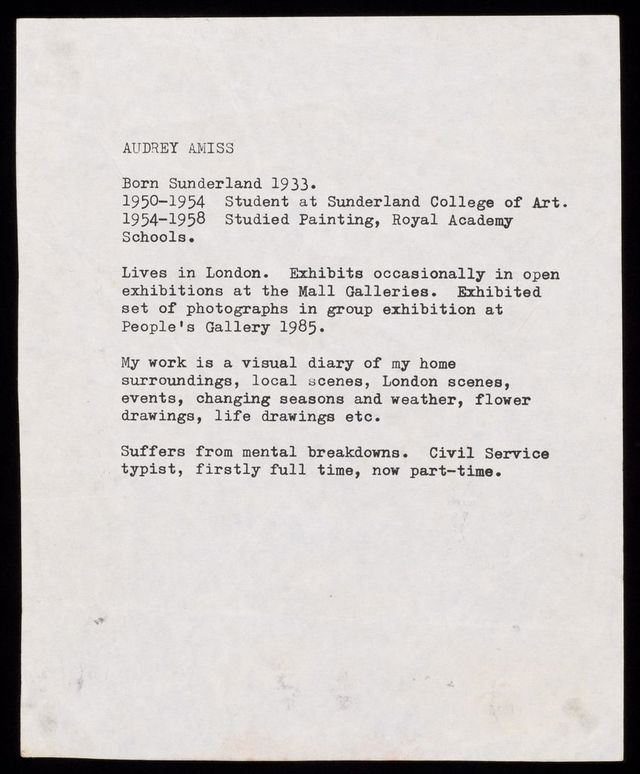 AUDREY AMISS
Born Sunderland 1933.
1950-1954 Student at Sunderland College of Art.
1954-1958 Studied Painting, Royal Academy
Schools.
Lives in London. Exhibits occasionally in open
exhibitions at the Mall Galleries. Exhibited
set of photographs in group exhibition at
People's Gallery 1985.
My work is a visual diary of my home
surroundings, local scenes, London scenes,
events, changing seasons and weather, flower
drawings, life drawings etc.
Suffers from mental breakdowns. Civil Service
typist, firstly full time, now part-time.